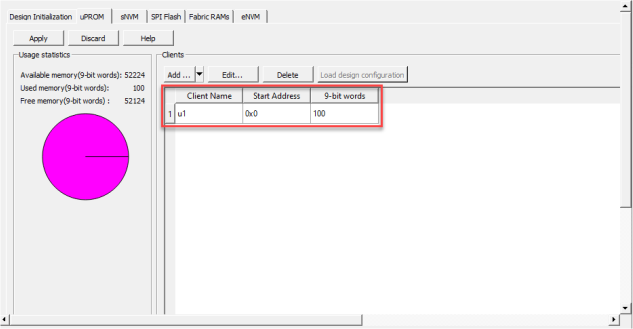 Design Initialization uPROM sNVM SPI Flash Fabric RAMs eNVM
Apply Discard Help
Usage statistics
Available memory(9-bit words): 52224
Used memory(9-bit words): 100
Free memory(9-bit words) : 52124
Clients
Add ... Edit... Delete Load design configuration
Client Name Start Address 9-bit words
1 u1 0x0 100